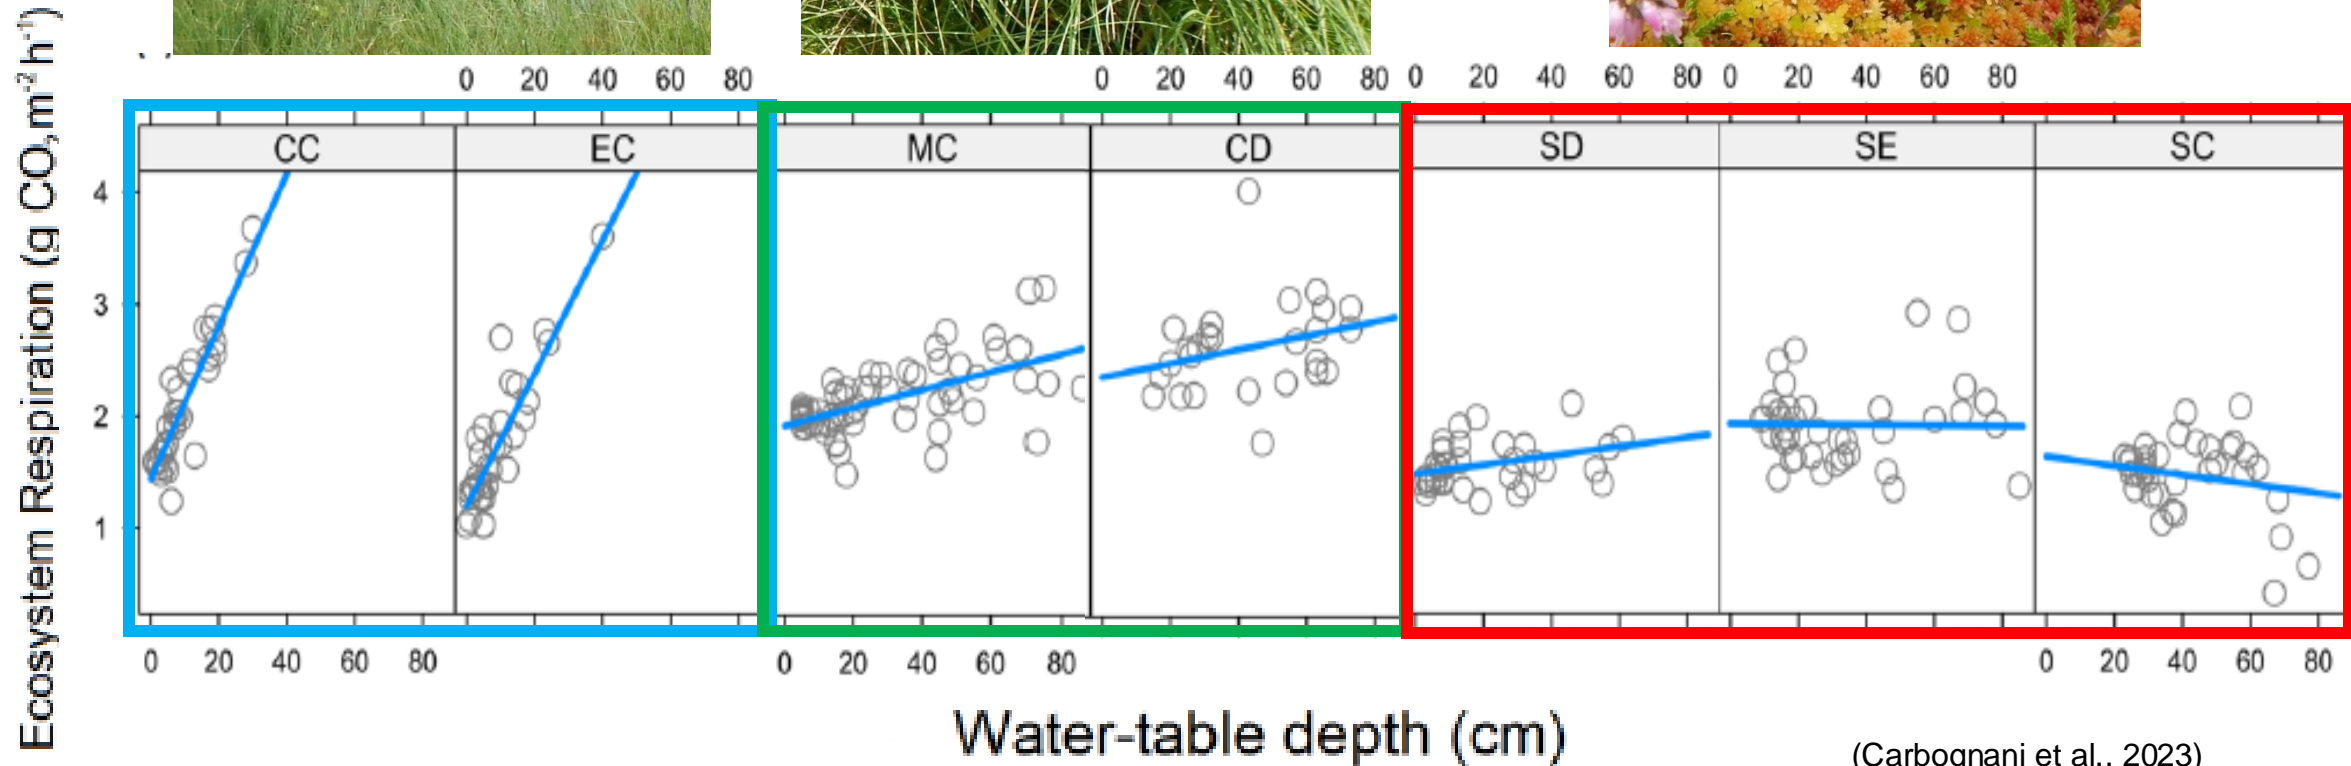 0 20 40 60 80 0 20 40 60 80 0 20 40 60 80 0 20 40 60 80
CC EC MC CD SD SE SC
4
3
2
1
0 20 40 60 80 0 20 40 60 80 0 20 40 60 80
Ecosystem Respiration (g CO₂m⁻²h⁻¹)
Water-table depth (cm)
(Carbognani et al., 2023)